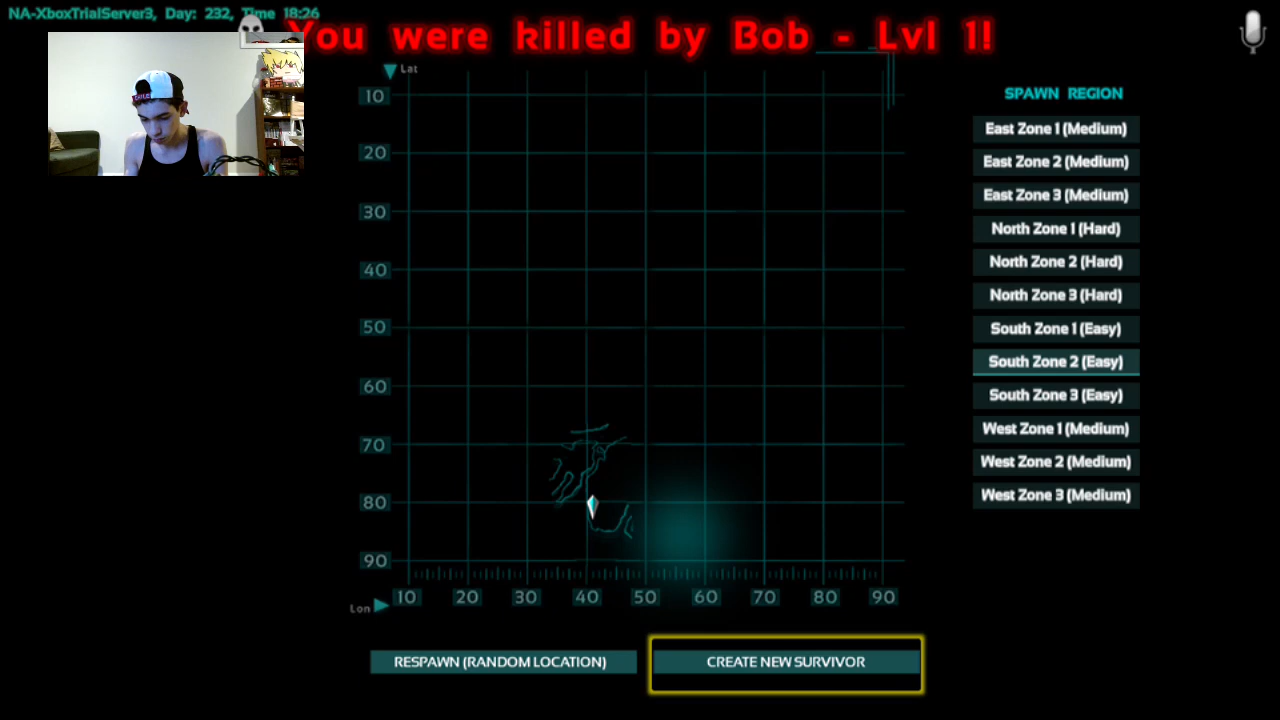 NA-XboxTrialServer3, Day: 232, Time 18:26
You were killed by Bob - Lvl 1!
Lat
10
20
30
40
50
60
70
80
90
Lon
10 20 30 40 50 60 70 80 90
SPAWN REGION
East Zone 1 (Medium)
East Zone 2 (Medium)
East Zone 3 (Medium)
North Zone 1 (Hard)
North Zone 2 (Hard)
North Zone 3 (Hard)
South Zone 1 (Easy)
South Zone 2 (Easy)
South Zone 3 (Easy)
West Zone 1 (Medium)
West Zone 2 (Medium)
West Zone 3 (Medium)
RESPAWN (RANDOM LOCATION)
CREATE NEW SURVIVOR